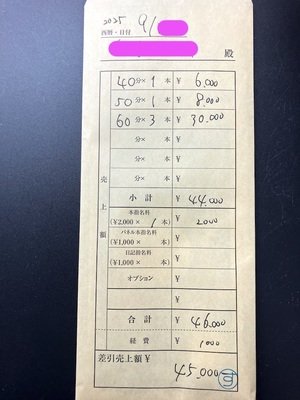 2025 9/
西暦・日付
殿
40分× 1 本 ¥ 6,000
50分× 1 本 ¥ 8,000
60分× 3 本 ¥ 30,000
分× 本 ¥
分× 本 ¥
分× 本 ¥
売上額
小計 ¥ 44,000
本指名料
(¥2,000 × 1 本) ¥ 2000
パネル本指名料
(¥1,000 × 本) ¥
日記指名料
(¥1,000 × 本) ¥
オプション ¥
¥
合計 ¥ 46,000
経費 ¥ 1000
差引売上額 ¥
45,000